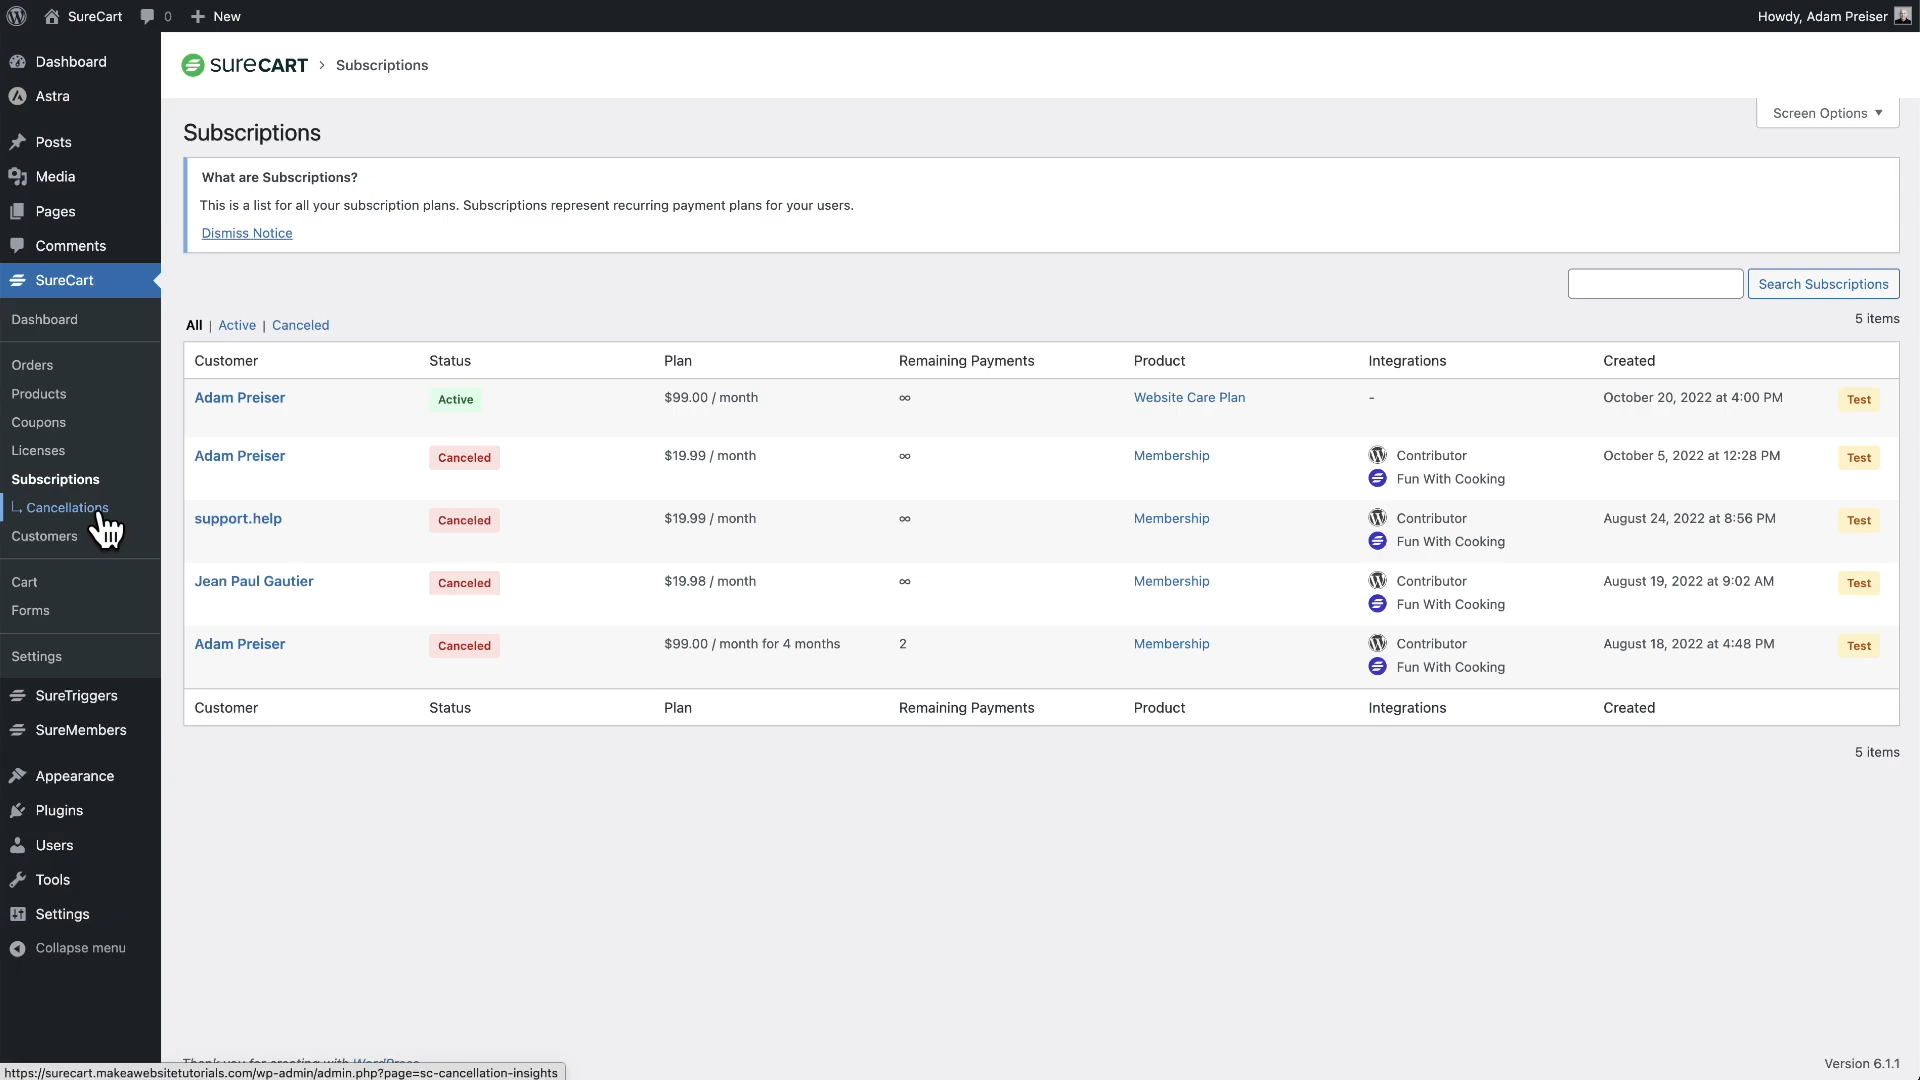 SureCart 0 New Howdy, Adam Preiser
Dashboard
Astra
Posts
Media
Pages
Comments
SureCart
Dashboard
Orders
Products
Coupons
Licenses
Subscriptions
Cancellations
Customers
Cart
Forms
Settings
SureTriggers
SureMembers
Appearance
Plugins
Users
Tools
Settings
Collapse menu
SURECART > Subscriptions
Screen Options ▼
Subscriptions
What are Subscriptions?
This is a list for all your subscription plans. Subscriptions represent recurring payment plans for your users.
Dismiss Notice
Search Subscriptions
All | Active | Canceled 5 items
Customer Status Plan Remaining Payments Product Integrations Created
Adam Preiser Active $99.00 / month ∞ Website Care Plan - October 20, 2022 at 4:00 PM Test
Adam Preiser Canceled $19.99 / month ∞ Membership Contributor October 5, 2022 at 12:28 PM Test
Fun With Cooking
support.help Canceled $19.99 / month ∞ Membership Contributor August 24, 2022 at 8:56 PM Test
Fun With Cooking
Jean Paul Gautier Canceled $19.98 / month ∞ Membership Contributor August 19, 2022 at 9:02 AM Test
Fun With Cooking
Adam Preiser Canceled $99.00 / month for 4 months 2 Membership Contributor August 18, 2022 at 4:48 PM Test
Fun With Cooking
Customer Status Plan Remaining Payments Product Integrations Created
5 items
Thank you for creating with WordPress. Version 6.1.1
https://surecart.makeawebsitetutorials.com/wp-admin/admin.php?page=sc-cancellation-insights